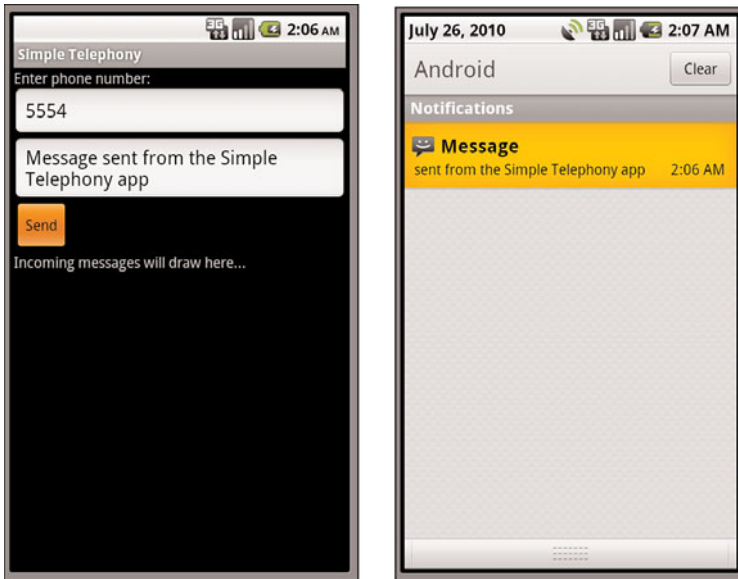 3G 2:06 AM
Simple Telephony
Enter phone number:
5554
Message sent from the Simple
Telephony app
Send
Incoming messages will draw here...
July 26, 2010 3G 2:07 AM
Android Clear
Notifications
Message
sent from the Simple Telephony app 2:06 AM